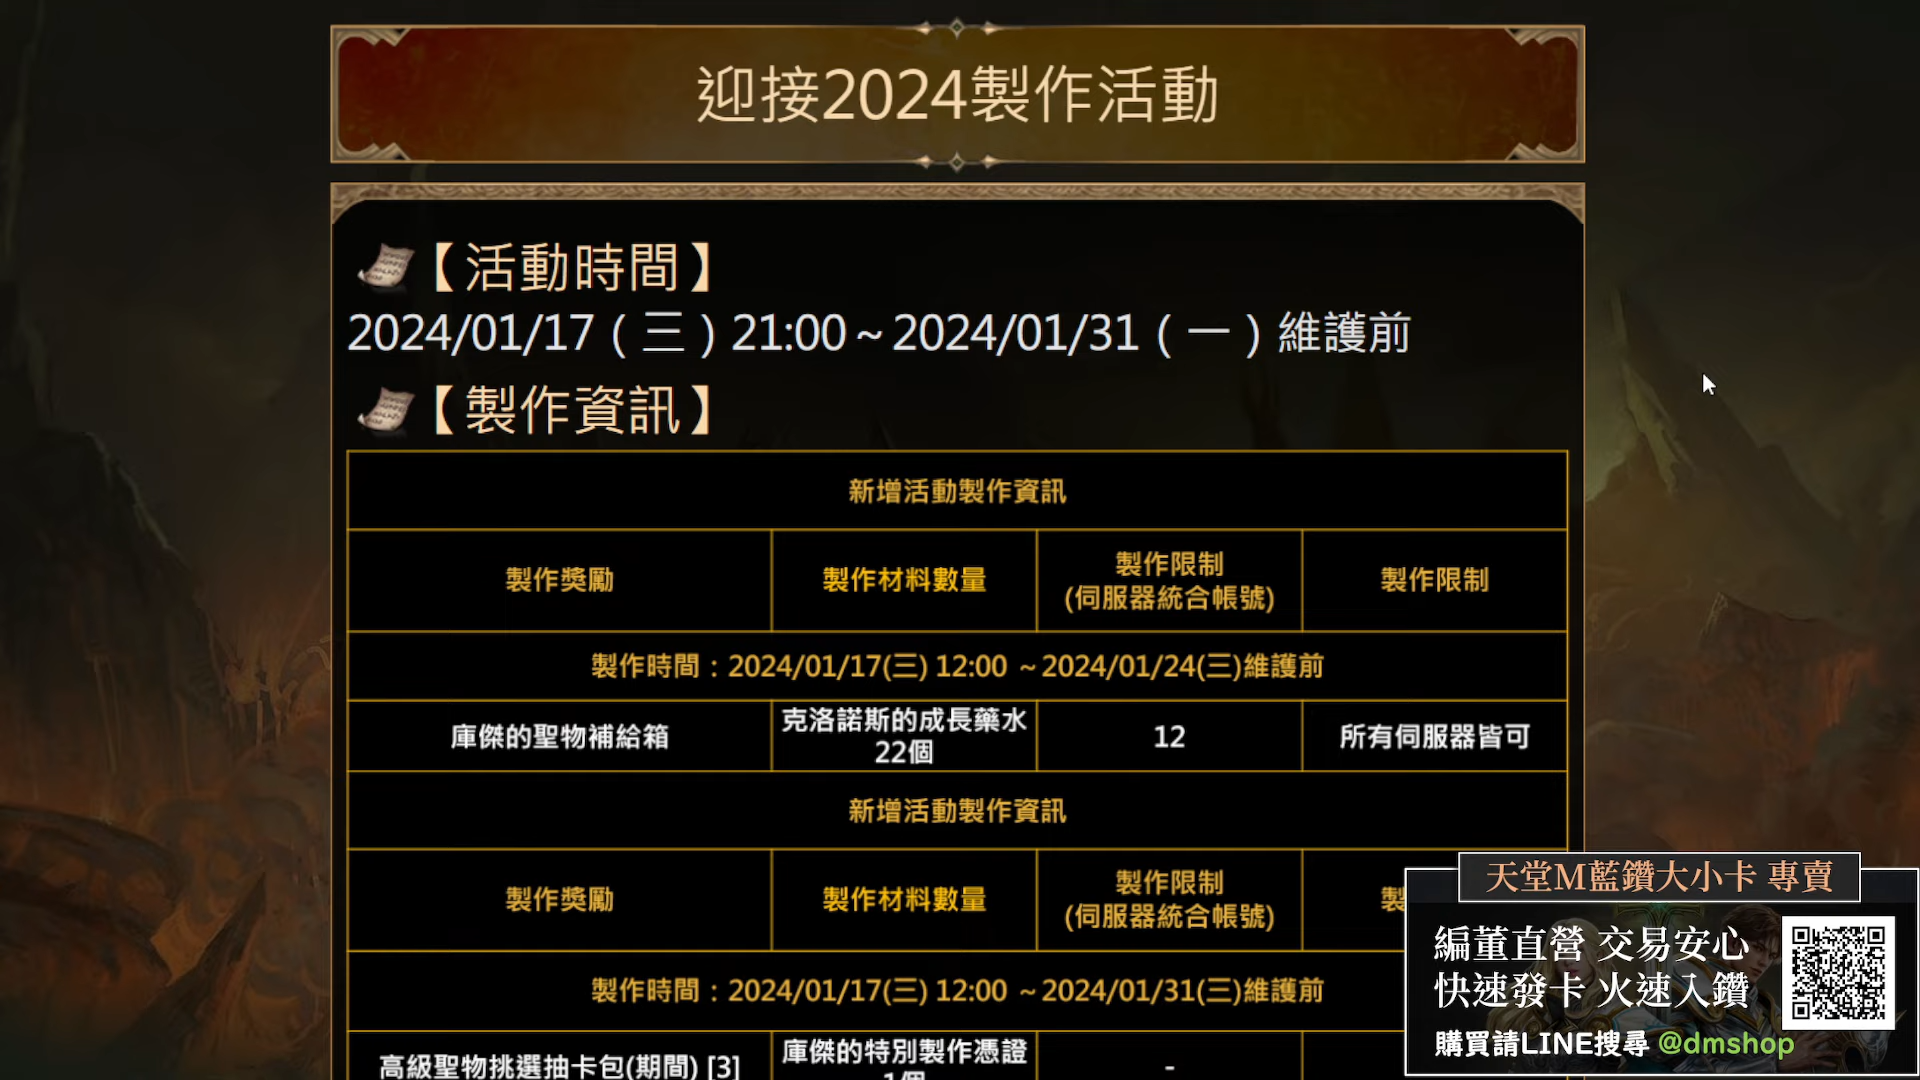 迎接2024製作活動
【活動時間】
2024/01/17（三）21:00～2024/01/31（一）維護前
【製作資訊】
新增活動製作資訊
製作獎勵 製作材料數量 製作限制 (伺服器統合帳號) 製作限制
製作時間：2024/01/17(三) 12:00 ～2024/01/24(三)維護前
庫傑的聖物補給箱 克洛諾斯的成長藥水 22個 12 所有伺服器皆可
新增活動製作資訊
製作獎勵 製作材料數量 製作限制 (伺服器統合帳號) 製
製作時間：2024/01/17(三) 12:00 ～2024/01/31(三)維護前
高級聖物挑選抽卡包(期間) [3] 庫傑的特別製作憑證 1個 -
天堂M藍鑽大小卡 專賣
編董直營 交易安心
快速發卡 火速入鑽
購買請LINE搜尋 @dmshop